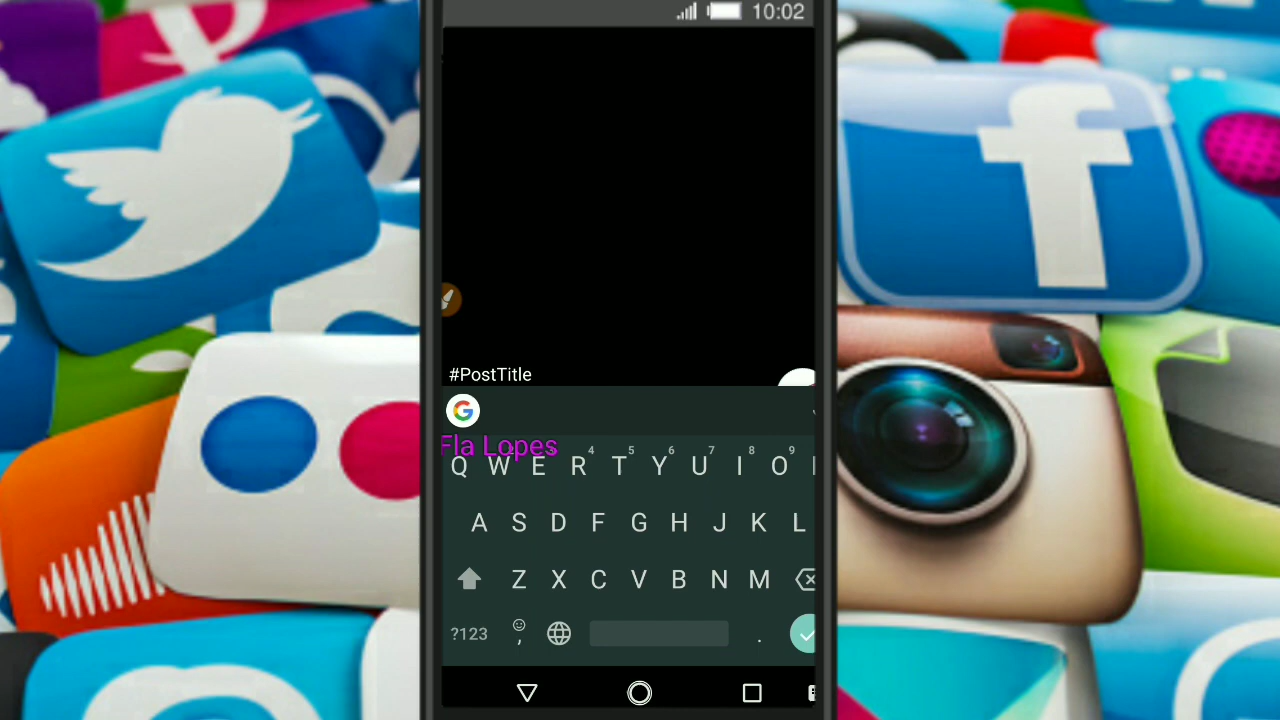 10:02
#PostTitle
Fla Lopes
Q W E R T Y U I O
4 5 6 7 8 9
A S D F G H J K L
Z X C V B N M
?123 , .